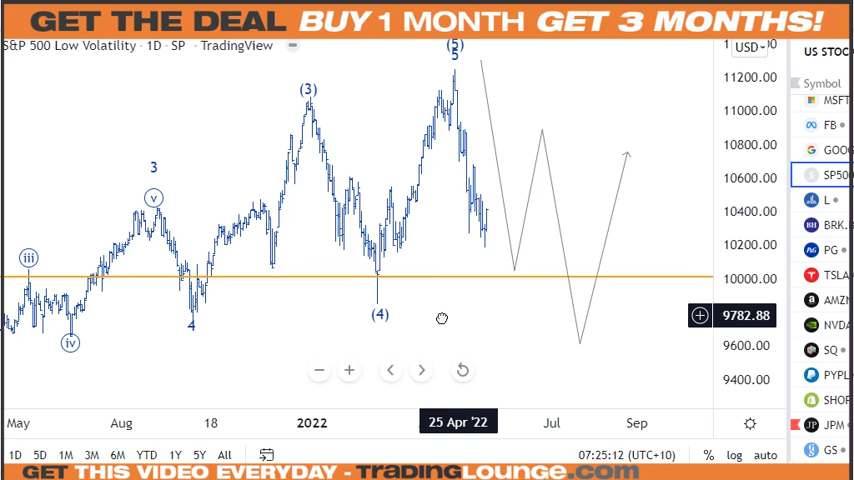 GET THE DEAL BUY 1 MONTH GET 3 MONTHS!
S&P 500 Low Volatility · 1D · SP · TradingView
USD
US STOC
Symbol
MSFT
FB
GOOG
SP500
L
BRK.
PG
TSLA
AMZN
NVDA
SQ
PYPL
SHOP
JPM
GS
11200.00
11000.00
10800.00
10600.00
10400.00
10200.00
10000.00
9782.88
9600.00
9400.00
(5)
5
(3)
3
v
iii
4
(4)
iv
May Aug 18 2022 25 Apr '22 Jul Sep
1D 5D 1M 3M 6M YTD 1Y 5Y All 07:25:12 (UTC+10) % log auto
GET THIS VIDEO EVERYDAY - TradingLounge.com